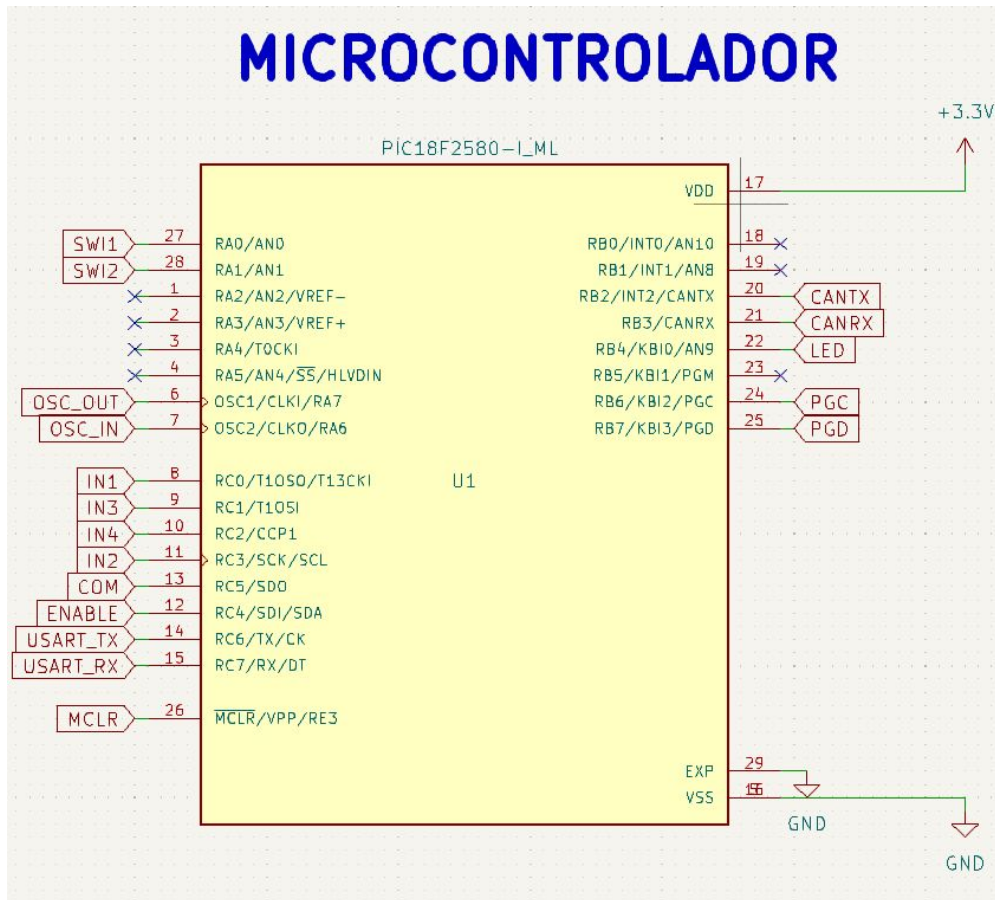 MICROCONTROLADOR
+3.3V
PIC18F2580-I_ML
VDD 17
SWI1 27 RA0/AN0
SWI2 28 RA1/AN1
1 RA2/AN2/VREF-
2 RA3/AN3/VREF+
3 RA4/T0CKI
4 RA5/AN4/SS/HLVDIN
OSC_OUT 6 OSC1/CLKI/RA7
OSC_IN 7 OSC2/CLKO/RA6
IN1 8 RC0/T1OSO/T13CKI
IN3 9 RC1/T1OSI
IN4 10 RC2/CCP1
IN2 11 RC3/SCK/SCL
COM 13 RC5/SDO
ENABLE 12 RC4/SDI/SDA
USART_TX 14 RC6/TX/CK
USART_RX 15 RC7/RX/DT
MCLR 26 MCLR/VPP/RE3
U1
RB0/INT0/AN10 18
RB1/INT1/AN8 19
RB2/INT2/CANTX 20 CANTX
RB3/CANRX 21 CANRX
RB4/KBI0/AN9 22 LED
RB5/KBI1/PGM 23
RB6/KBI2/PGC 24 PGC
RB7/KBI3/PGD 25 PGD
EXP 29
VSS
GND
GND